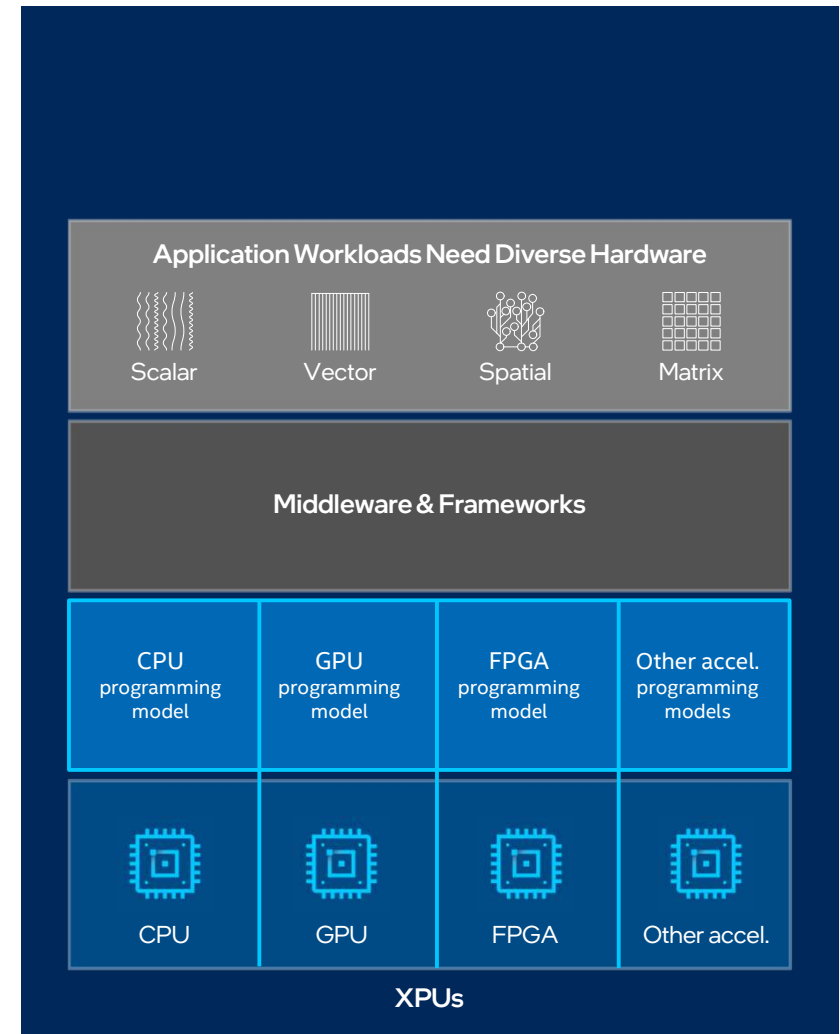 Application Workloads Need Diverse Hardware
Scalar
Vector
Spatial
Matrix
Middleware & Frameworks
CPU
programming
model
GPU
programming
model
FPGA
programming
model
Other accel.
programming
models
CPU
GPU
FPGA
Other accel.
XPUs